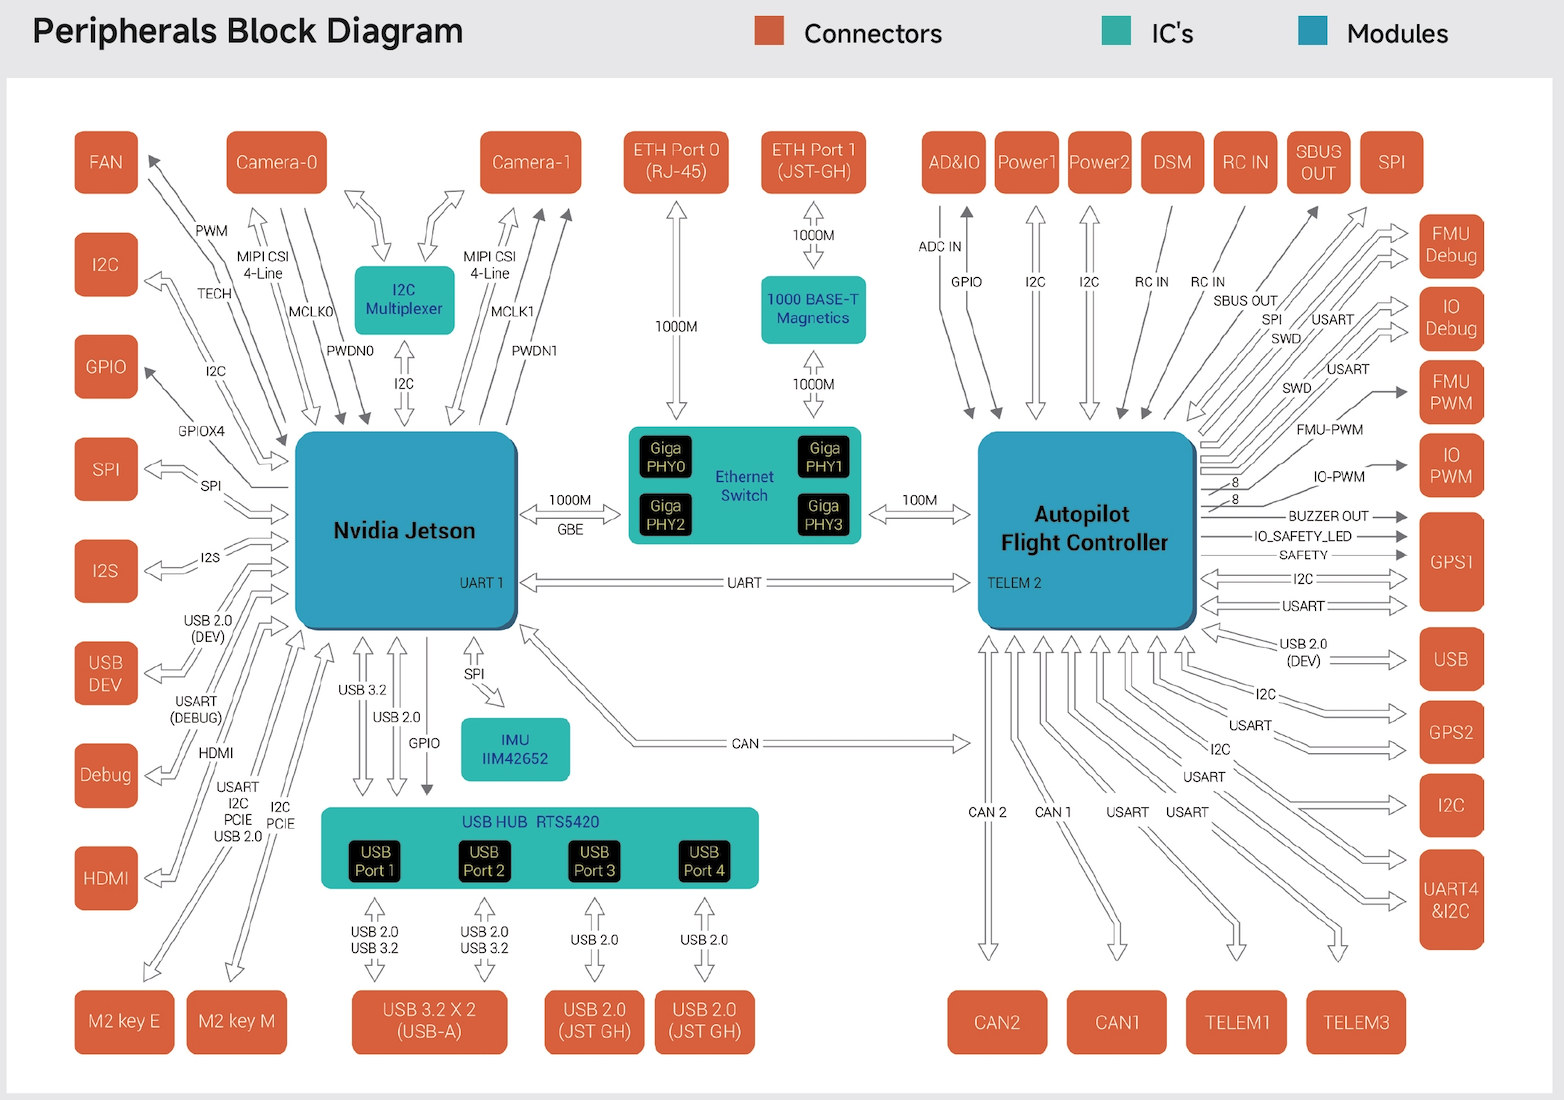 Peripherals Block Diagram
Connectors
IC's
Modules
FAN
Camera-0
Camera-1
ETH Port 0
(RJ-45)
ETH Port 1
(JST-GH)
AD&IO
Power1
Power2
DSM
RC IN
SBUS
OUT
SPI
I2C
GPIO
SPI
I2S
USB
DEV
Debug
HDMI
M2 key E
M2 key M
PWM
TECH
I2C
GPIOX4
SPI
I2S
USB 2.0
(DEV)
USART
(DEBUG)
HDMI
USART
I2C
PCIE
USB 2.0
I2C
PCIE
MIPI CSI
4-Line
MCLK0
PWDN0
I2C
Multiplexer
I2C
MIPI CSI
4-Line
MCLK1
PWDN1
1000M
1000M
1000 BASE-T
Magnetics
1000M
Nvidia Jetson
UART 1
1000M
GBE
Giga
PHY0
Giga
PHY1
Ethernet
Switch
Giga
PHY2
Giga
PHY3
100M
UART
CAN
Autopilot
Flight Controller
TELEM 2
USB 3.2
USB 2.0
GPIO
SPI
IMU
IIM42652
USB HUB RTS5420
USB
Port 1
USB
Port 2
USB
Port 3
USB
Port 4
USB 2.0
USB 3.2
USB 2.0
USB 3.2
USB 2.0
USB 2.0
USB 3.2 X 2
(USB-A)
USB 2.0
(JST GH)
USB 2.0
(JST GH)
ADC IN
GPIO
I2C
I2C
RC IN
RC IN
SBUS OUT
SPI
SWD
USART
SWD
USART
FMU-PWM
8
IO-PWM
8
BUZZER OUT
IO_SAFETY_LED
SAFETY
I2C
USART
USB 2.0
(DEV)
I2C
USART
I2C
USART
CAN 2
CAN 1
USART
USART
FMU
Debug
IO
Debug
FMU
PWM
IO
PWM
GPS1
USB
GPS2
I2C
UART4
&I2C
CAN2
CAN1
TELEM1
TELEM3